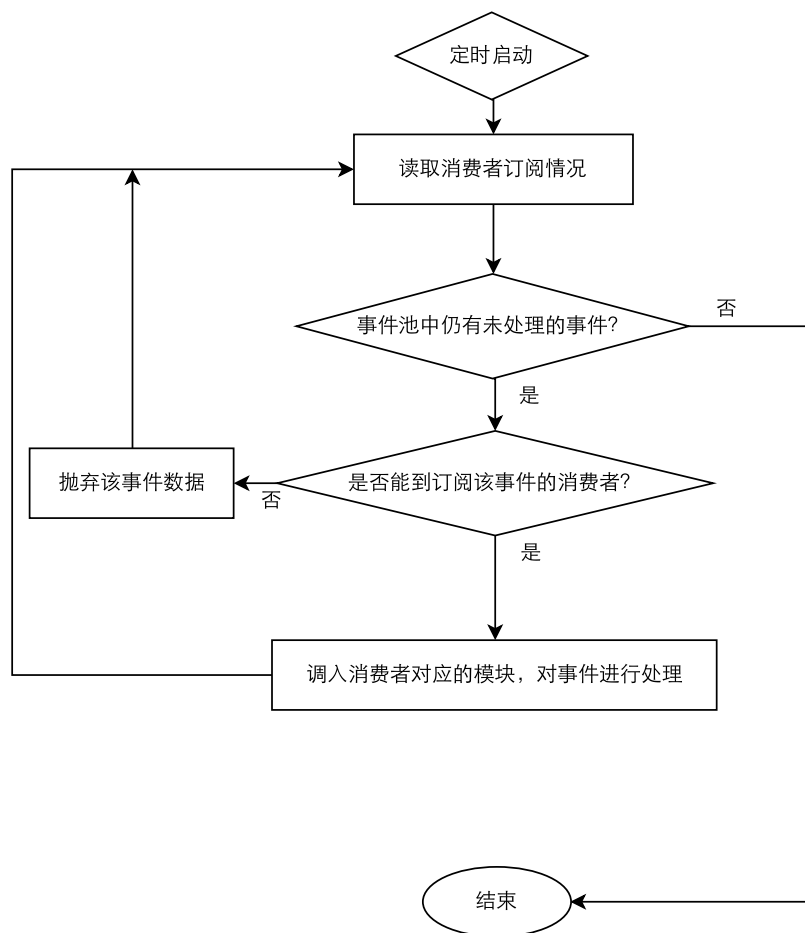 定时启动
读取消费者订阅情况
事件池中仍有未处理的事件？
否
是
是否能到订阅该事件的消费者？
抛弃该事件数据
否
是
调入消费者对应的模块，对事件进行处理
结束